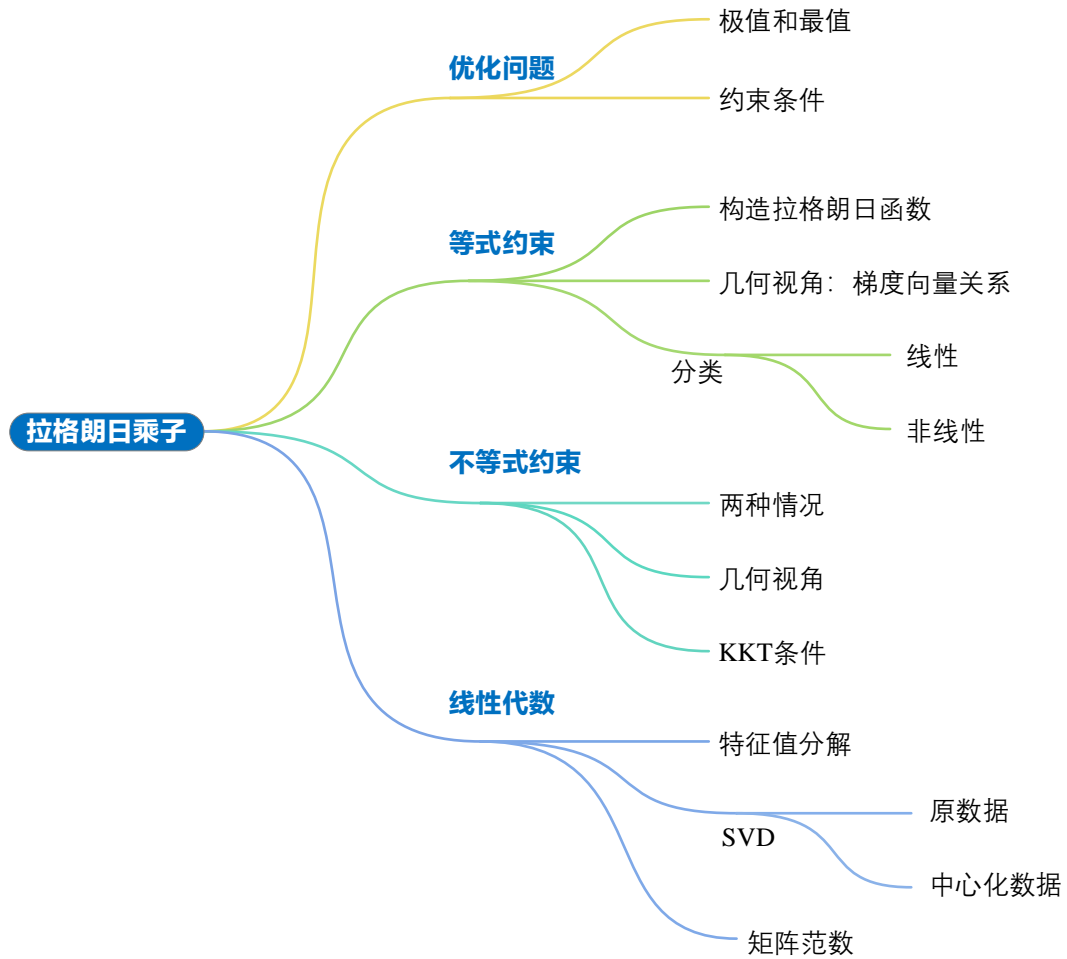 拉格朗日乘子
优化问题
极值和最值
约束条件
等式约束
构造拉格朗日函数
几何视角：梯度向量关系
分类
线性
非线性
不等式约束
两种情况
几何视角
KKT条件
线性代数
特征值分解
SVD
原数据
中心化数据
矩阵范数